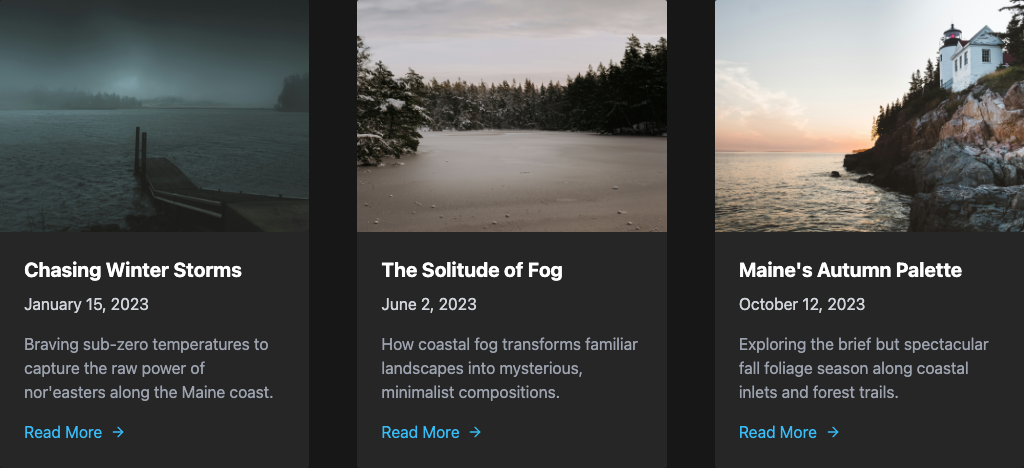 Chasing Winter Storms
January 15, 2023
Braving sub-zero temperatures to
capture the raw power of
nor'easters along the Maine coast.
Read More →
The Solitude of Fog
June 2, 2023
How coastal fog transforms familiar
landscapes into mysterious,
minimalist compositions.
Read More →
Maine's Autumn Palette
October 12, 2023
Exploring the brief but spectacular
fall foliage season along coastal
inlets and forest trails.
Read More →